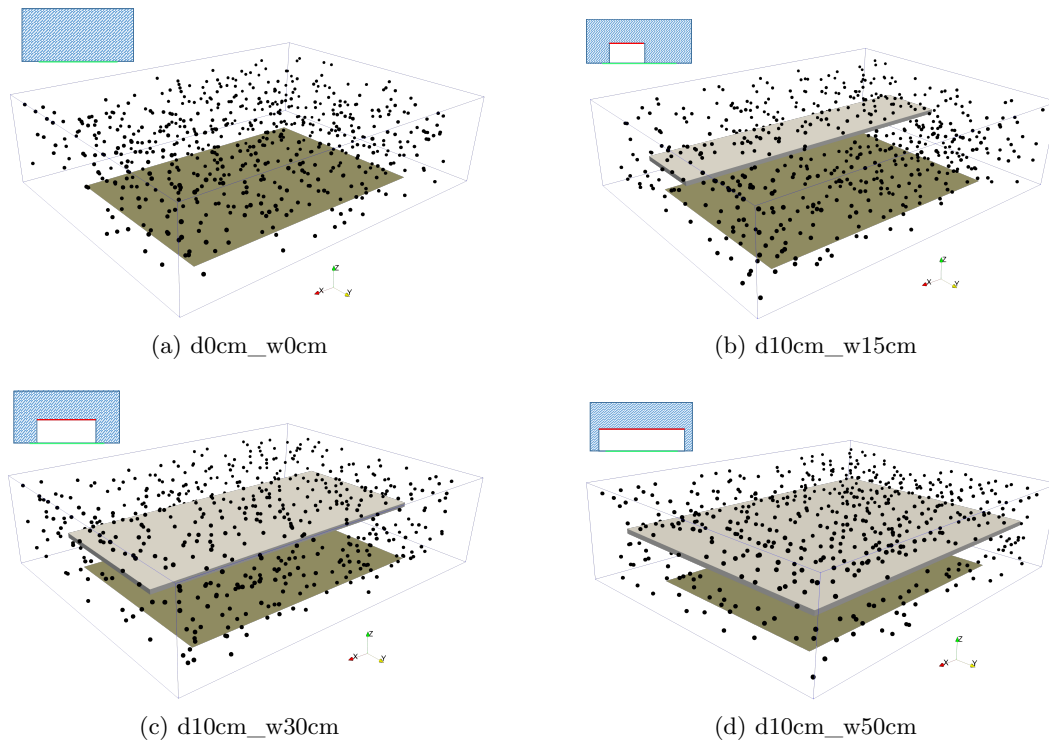 Z
X
Y
(a) d0cm_w0cm
Z
X
Y
(b) d10cm_w15cm
Z
X
Y
(c) d10cm_w30cm
Z
X
Y
(d) d10cm_w50cm